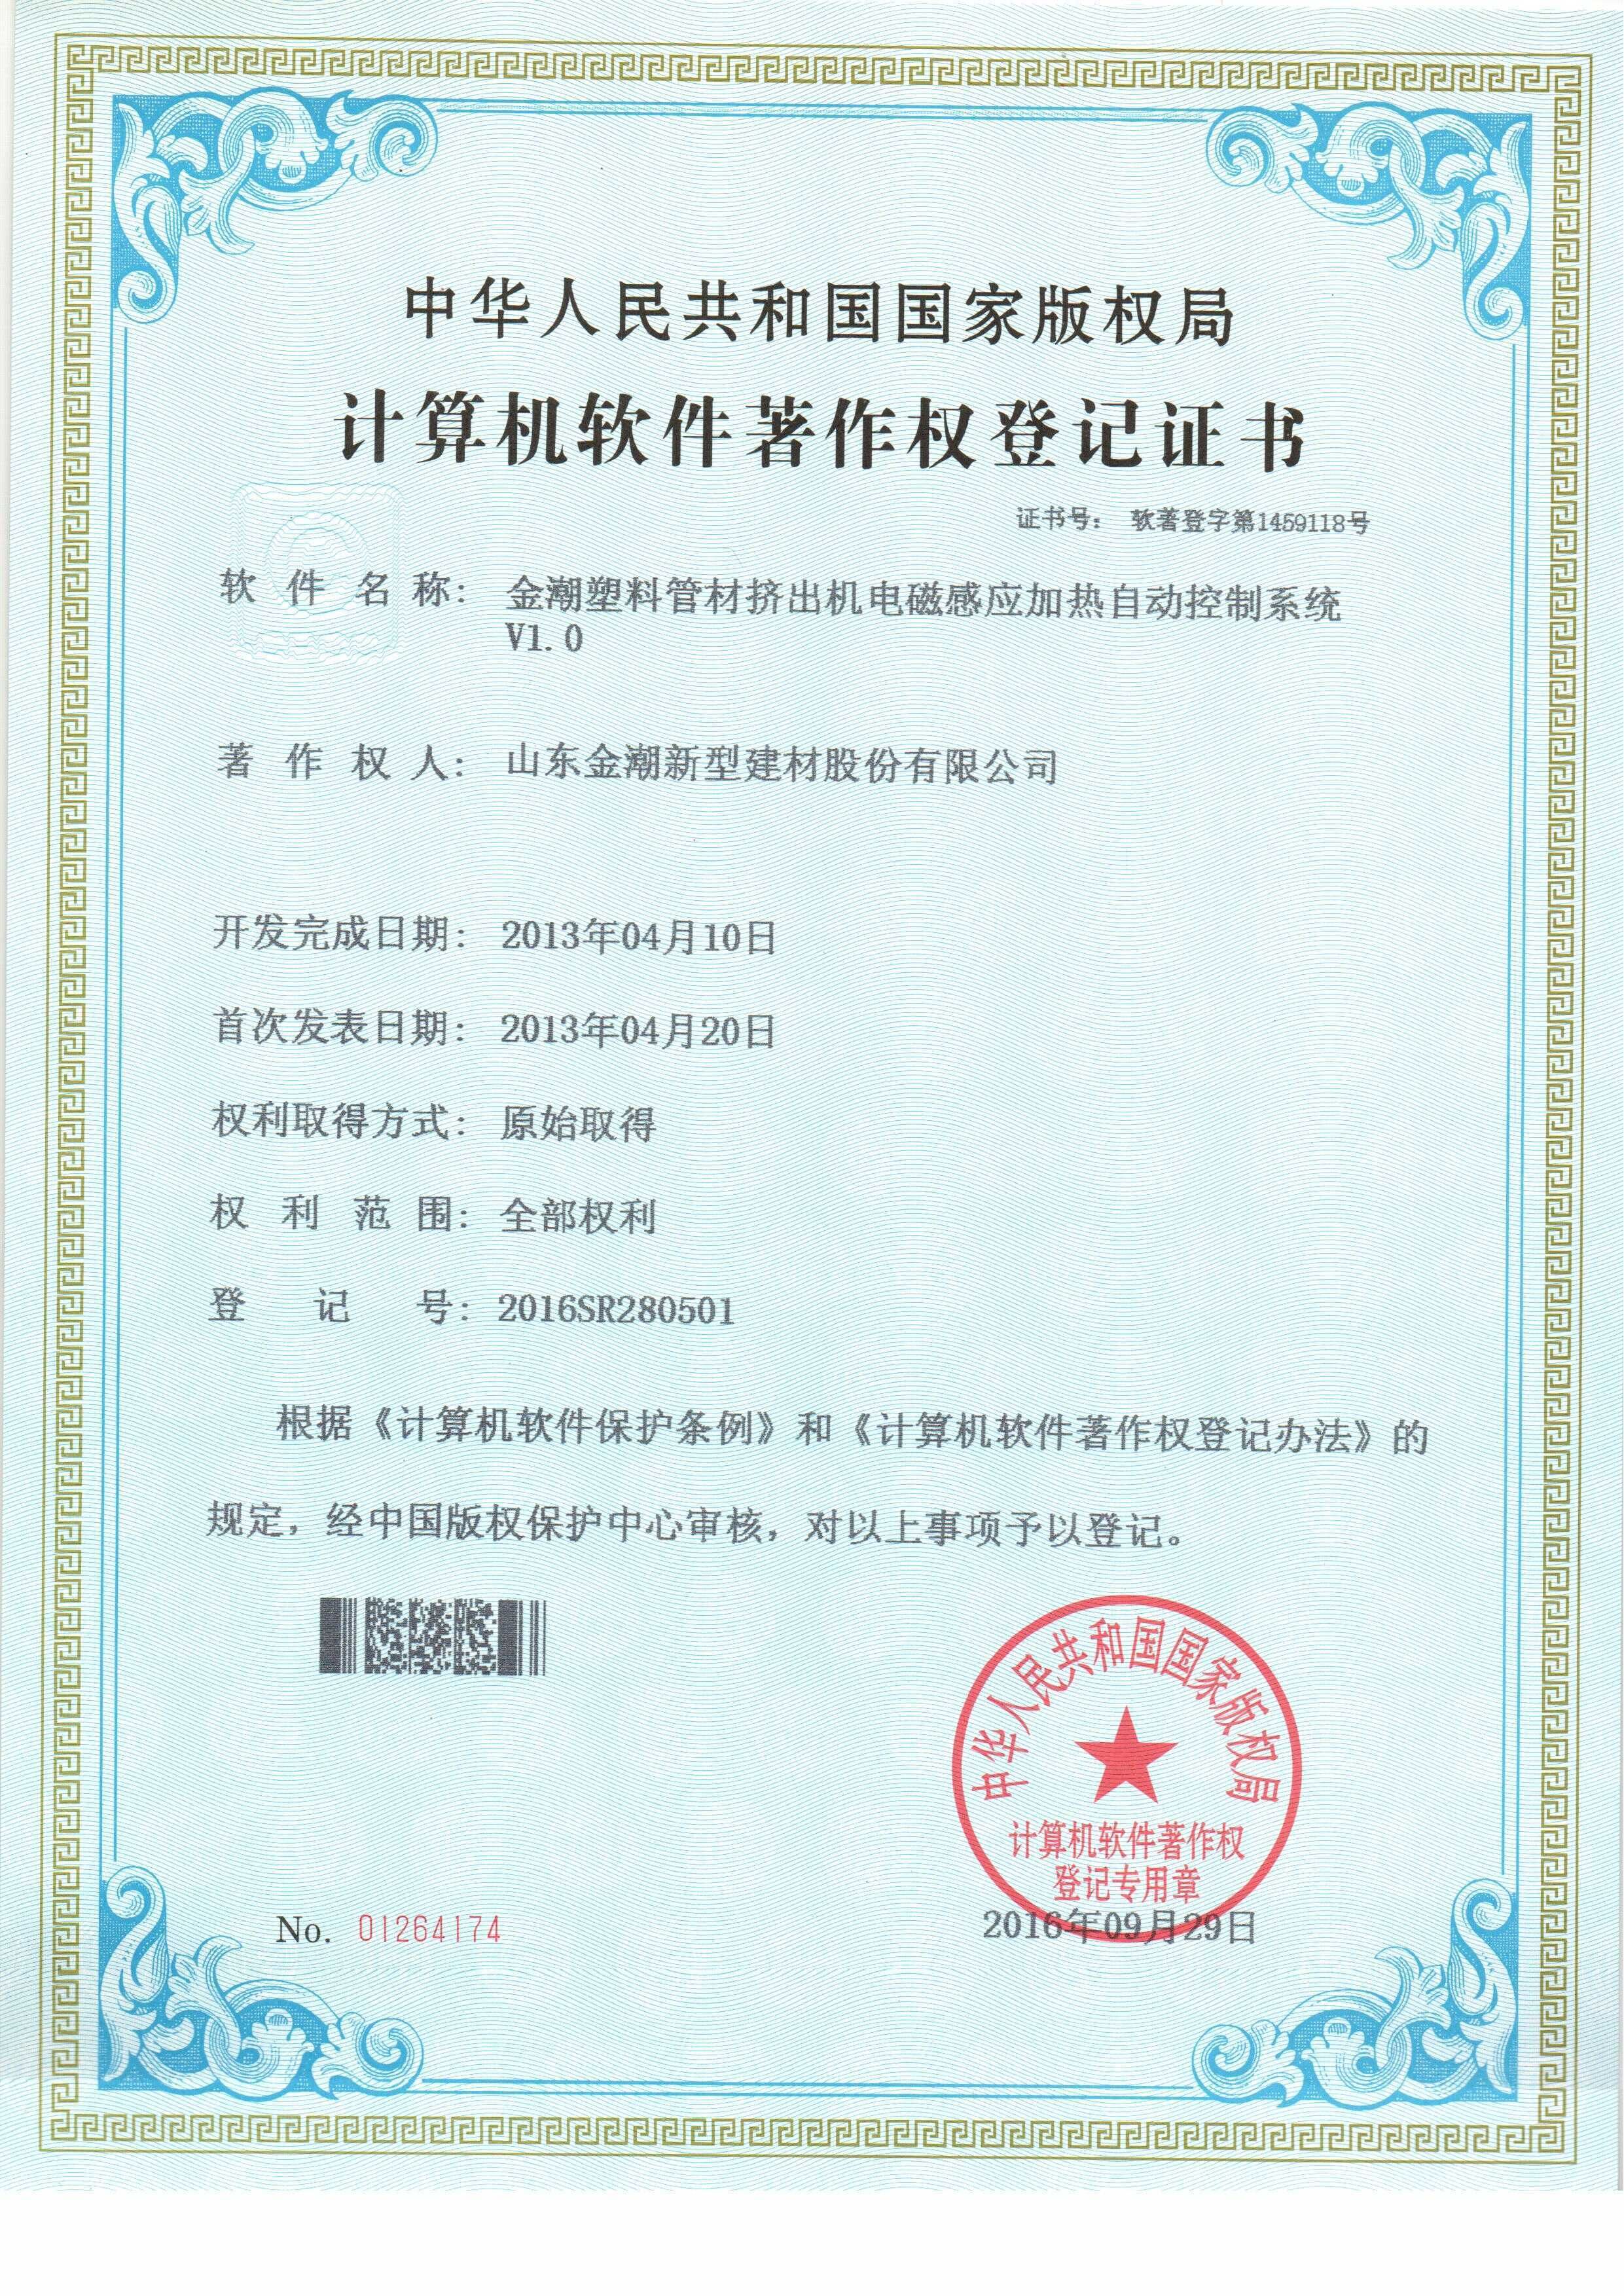 中华人民共和国国家版权局
计算机软件著作权登记证书
证书号： 软著登字第1459118号
软件名称： 金潮塑料管材挤出机电磁感应加热自动控制系统
V1.0
著作权人： 山东金潮新型建材股份有限公司
开发完成日期： 2013年04月10日
首次发表日期： 2013年04月20日
权利取得方式： 原始取得
权利范围： 全部权利
登记号： 2016SR280501
根据《计算机软件保护条例》和《计算机软件著作权登记办法》的
规定，经中国版权保护中心审核，对以上事项予以登记。
中华人民共和国国家版权局
计算机软件著作权
登记专用章
No. 01264174
2016年09月29日